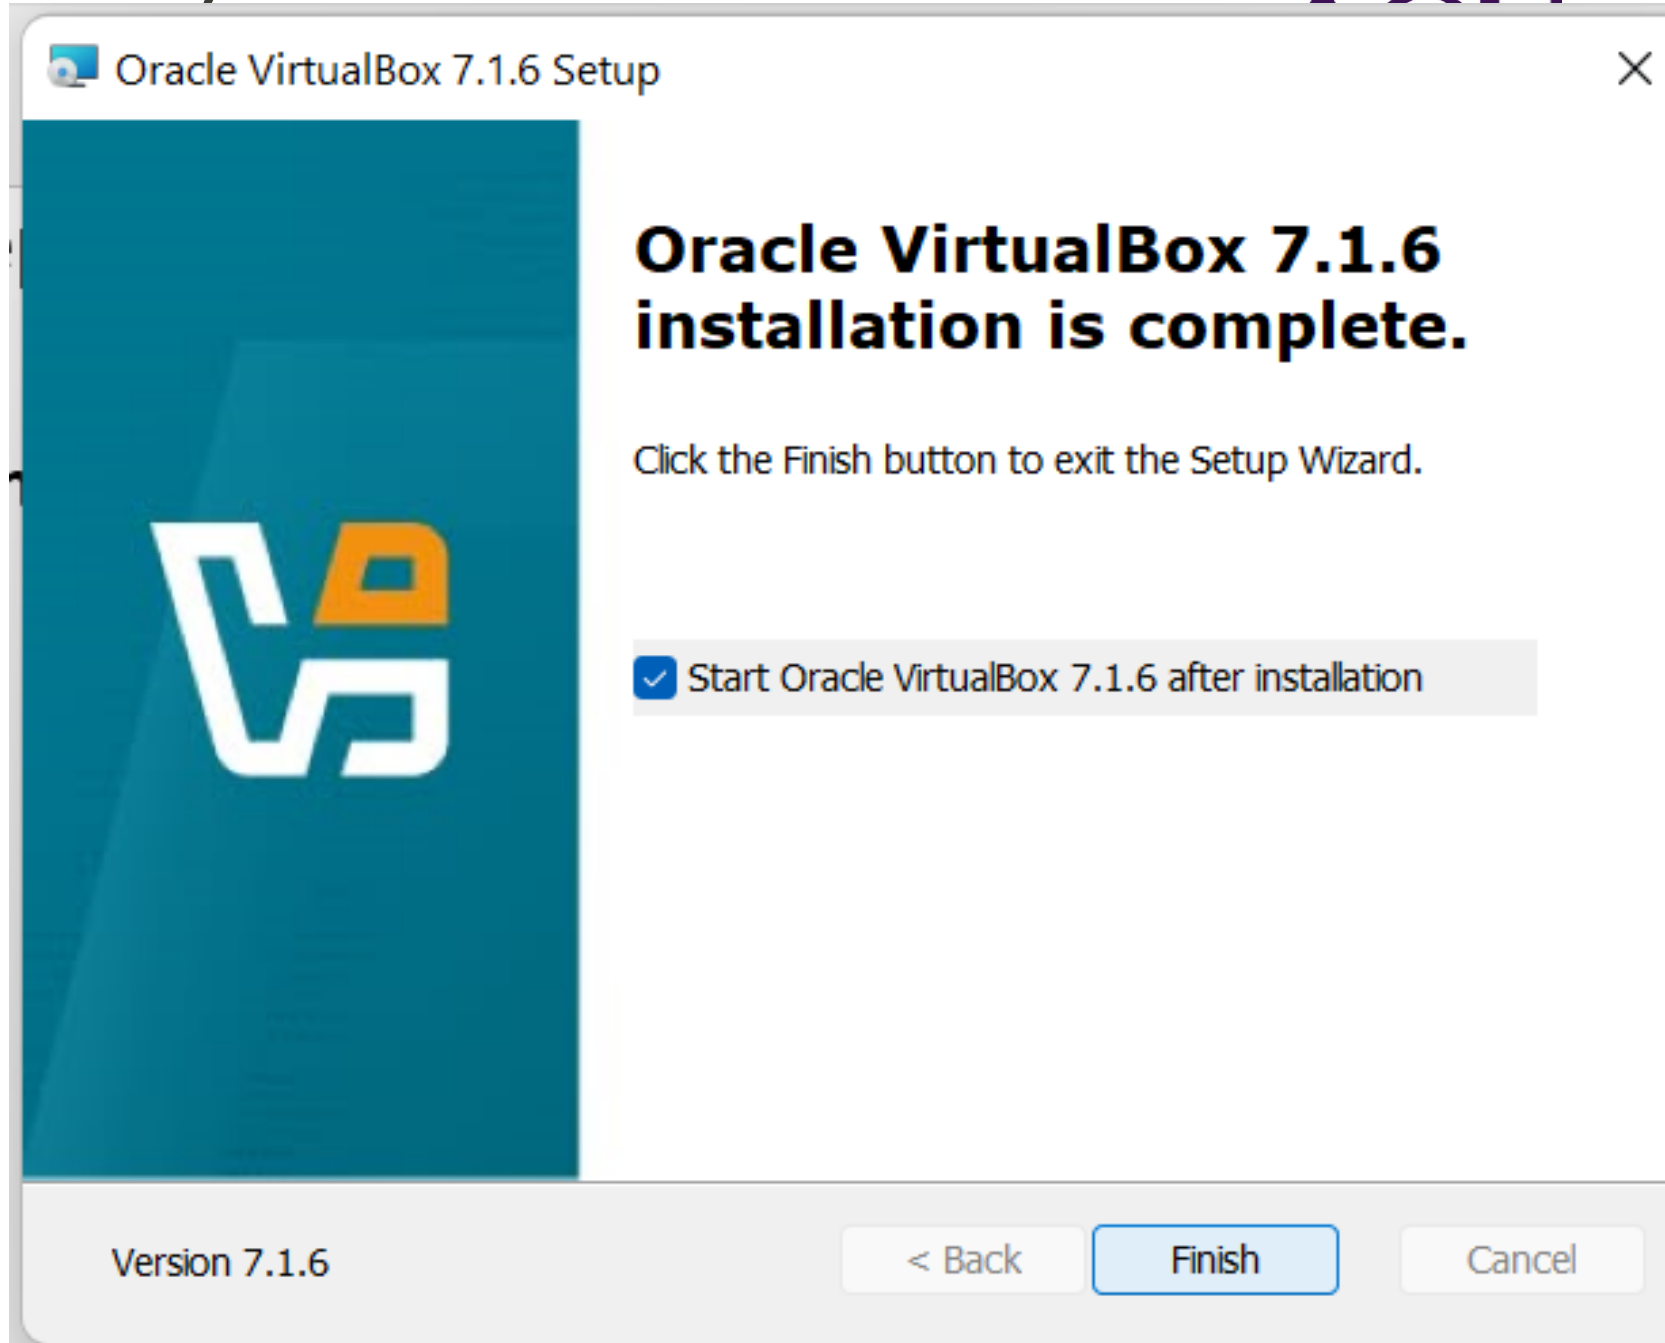 Oracle VirtualBox 7.1.6 Setup
Oracle VirtualBox 7.1.6
installation is complete.
Click the Finish button to exit the Setup Wizard.
Start Oracle VirtualBox 7.1.6 after installation
Version 7.1.6
< Back
Finish
Cancel